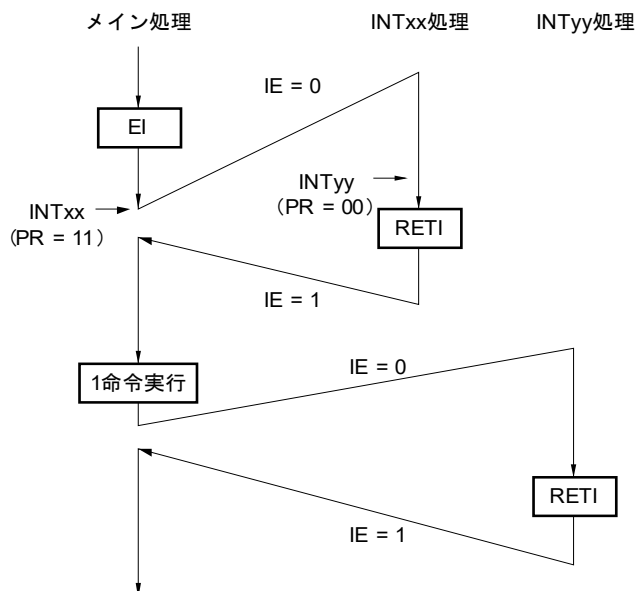 メイン処理
INTxx処理
INTyy処理
IE = 0
EI
INTyy
（PR = 00）
INTxx
(PR = 11）
RETI
IE = 1
1命令実行
IE = 0
RETI
IE = 1